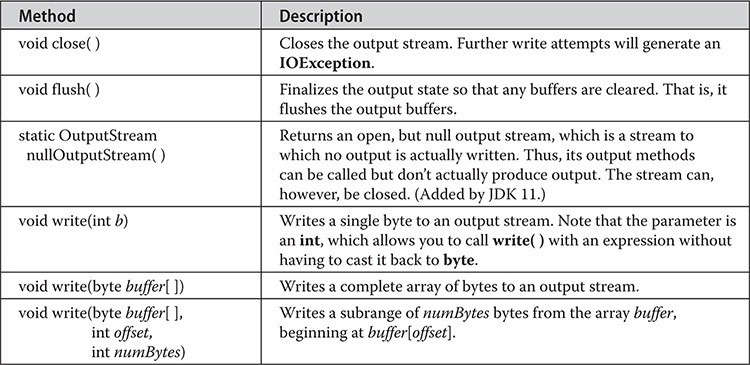 Method Description
void close( ) Closes the output stream. Further write attempts will generate an
IOException.
void flush( ) Finalizes the output state so that any buffers are cleared. That is, it
flushes the output buffers.
static OutputStream Returns an open, but null output stream, which is a stream to
nullOutputStream( ) which no output is actually written. Thus, its output methods
can be called but don’t actually produce output. The stream can,
however, be closed. (Added by JDK 11.)
void write(int b) Writes a single byte to an output stream. Note that the parameter is
an int, which allows you to call write( ) with an expression without
having to cast it back to byte.
void write(byte buffer[ ]) Writes a complete array of bytes to an output stream.
void write(byte buffer[ ], Writes a subrange of numBytes bytes from the array buffer,
int offset, beginning at buffer[offset].
int numBytes)